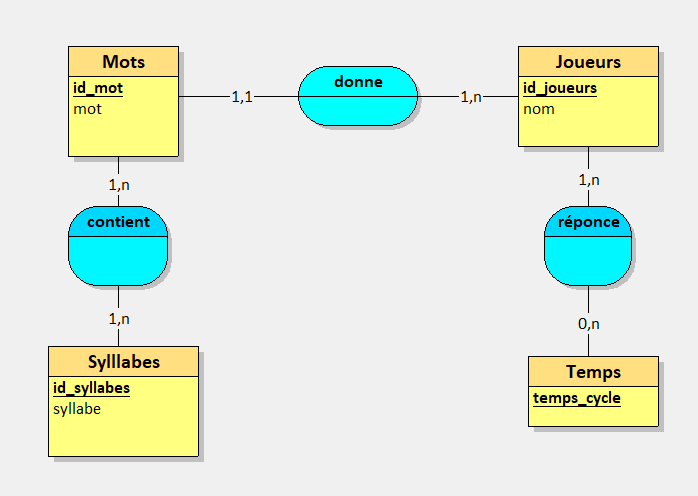 Mots
id_mot
mot
1,1
donne
1,n
Joueurs
id_joueurs
nom
1,n
contient
1,n
Sylllabes
id_syllabes
syllabe
1,n
réponce
0,n
Temps
temps_cycle